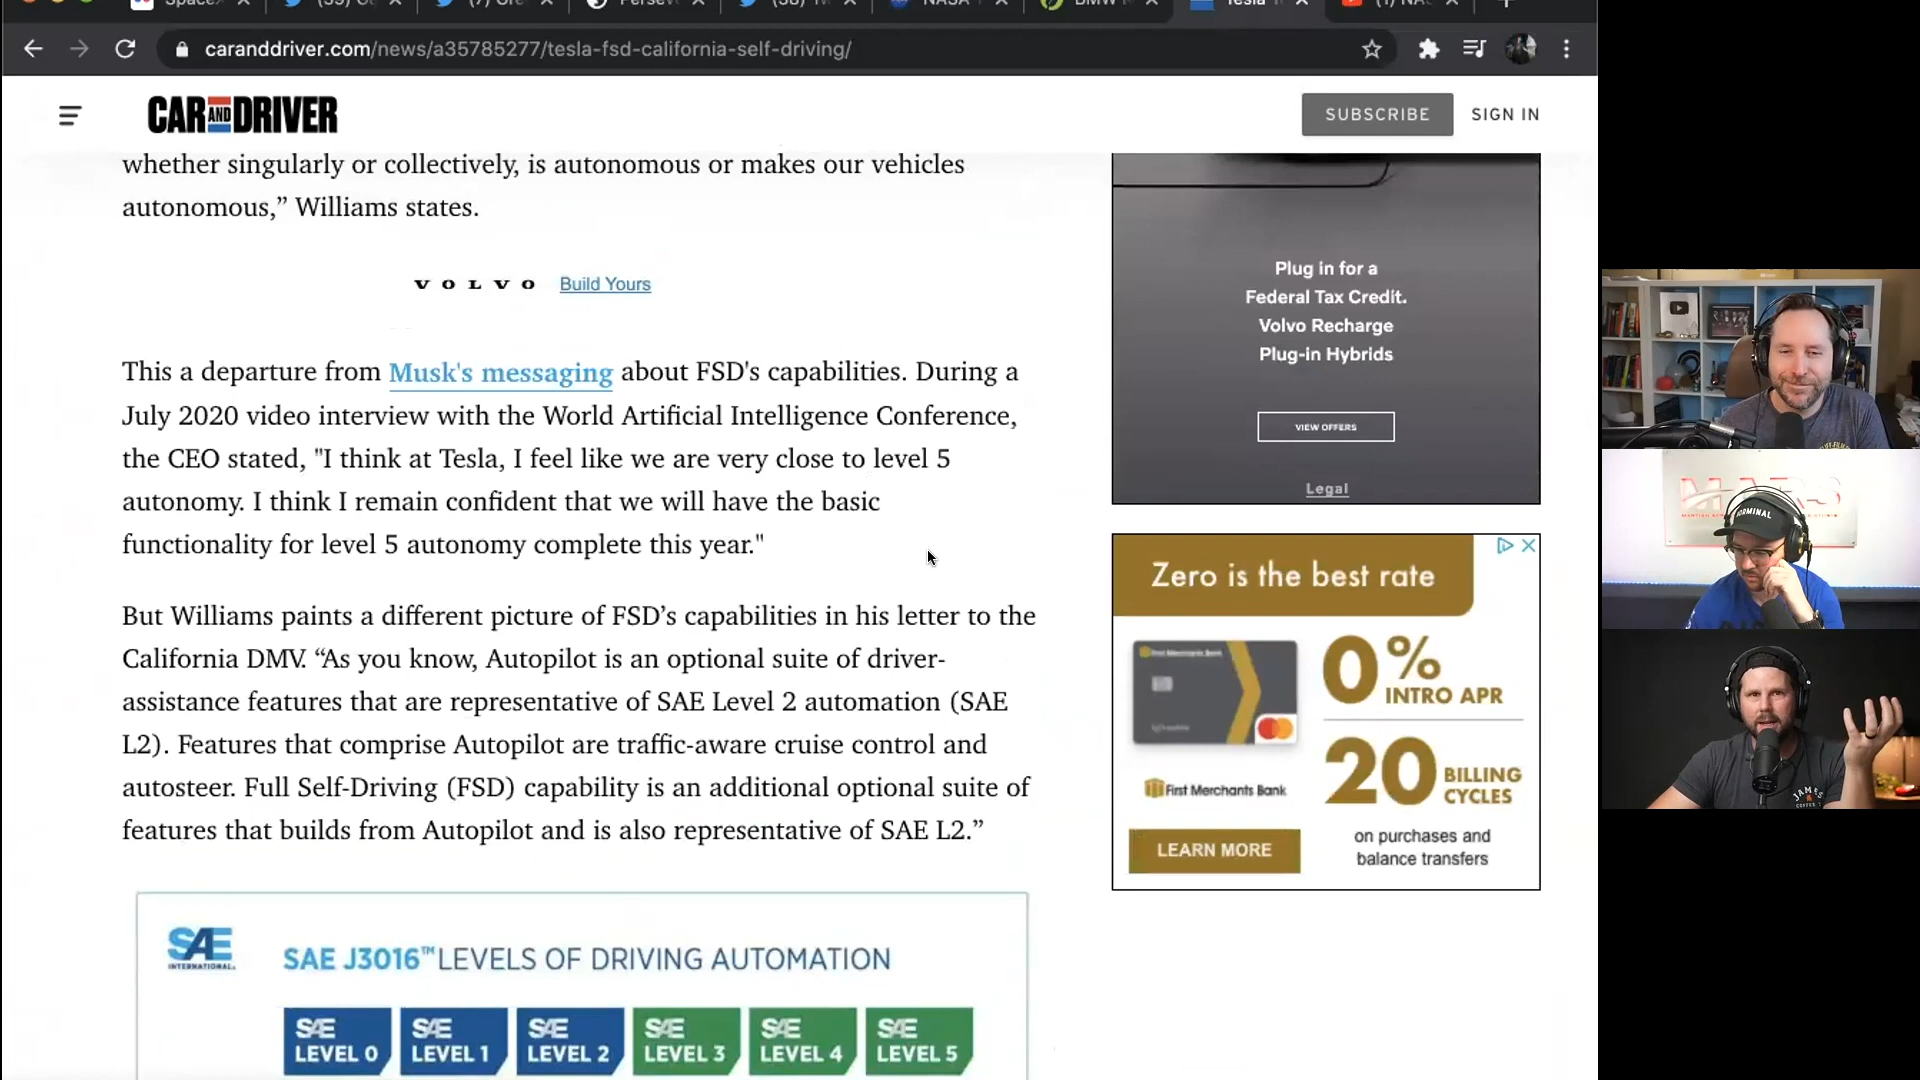 SpaceX
(7)
NASA
BMW
caranddriver.com/news/a35785277/tesla-fsd-california-self-driving/
CAR AND DRIVER
SUBSCRIBE
SIGN IN
whether singularly or collectively, is autonomous or makes our vehicles
autonomous,” Williams states.
VOLVO
Build Yours
This a departure from Musk's messaging about FSD's capabilities. During a
July 2020 video interview with the World Artificial Intelligence Conference,
the CEO stated, "I think at Tesla, I feel like we are very close to level 5
autonomy. I think I remain confident that we will have the basic
functionality for level 5 autonomy complete this year."
But Williams paints a different picture of FSD’s capabilities in his letter to the
California DMV. “As you know, Autopilot is an optional suite of driver-
assistance features that are representative of SAE Level 2 automation (SAE
L2). Features that comprise Autopilot are traffic-aware cruise control and
autosteer. Full Self-Driving (FSD) capability is an additional optional suite of
features that builds from Autopilot and is also representative of SAE L2.”
SAE
INTERNATIONAL.
SAE J3016™ LEVELS OF DRIVING AUTOMATION
SAE
LEVEL 0
SAE
LEVEL 1
SAE
LEVEL 2
SAE
LEVEL 3
SAE
LEVEL 4
SAE
LEVEL 5
Plug in for a
Federal Tax Credit.
Volvo Recharge
Plug-in Hybrids
VIEW OFFERS
Legal
Zero is the best rate
First Merchants Bank
0%
INTRO APR
20 BILLING
CYCLES
on purchases and
balance transfers
First Merchants Bank
LEARN MORE
MARS
JAMES
COFFEE